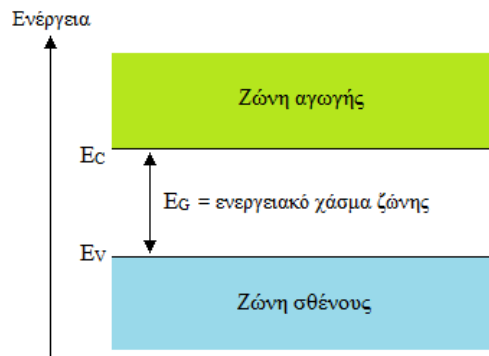 Ενέργεια
Ζώνη αγωγής
EC
EG = ενεργειακό χάσμα ζώνης
EV
Ζώνη σθένους